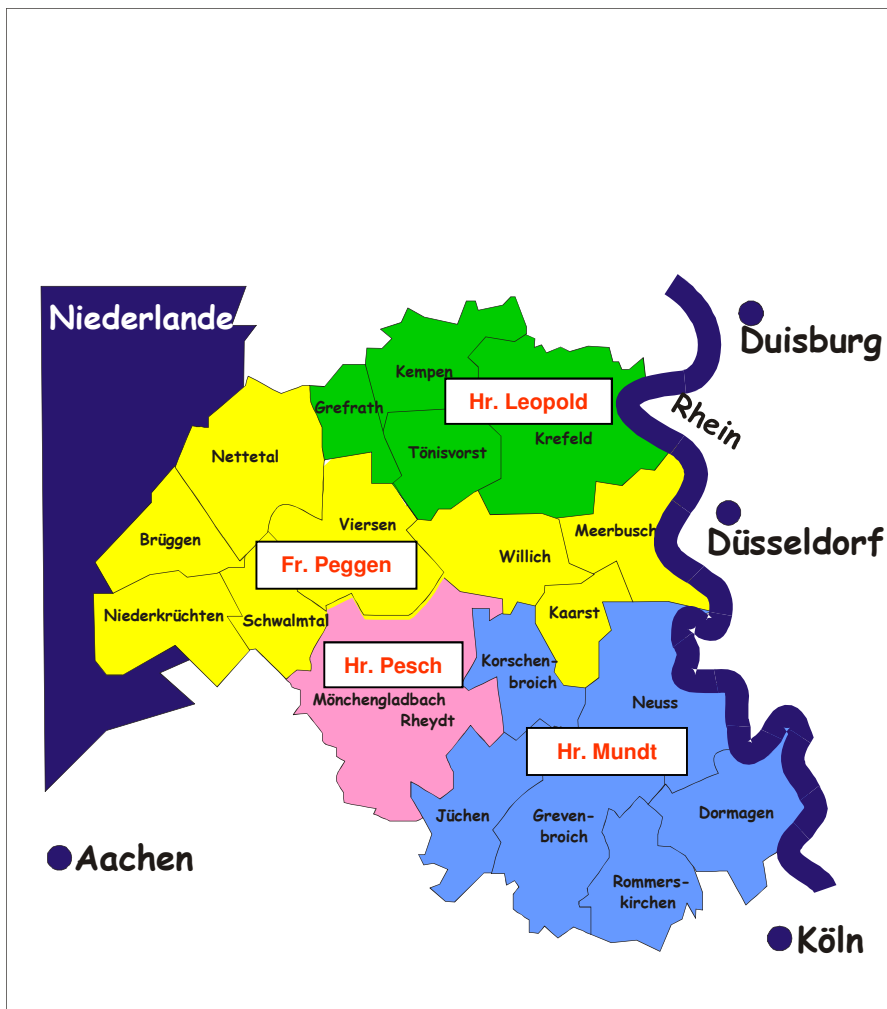 Niederlande
Duisburg
Kempen
Hr. Leopold
Grefrath
Rhein
Krefeld
Tönisvorst
Nettetal
Viersen
Meerbusch
Brüggen
Düsseldorf
Willich
Fr. Peggen
Kaarst
Niederkrüchten
Schwalmtal
Hr. Pesch
Korschen-
broich
Mönchengladbach
Rheydt
Neuss
Hr. Mundt
Jüchen
Greven-
broich
Dormagen
Aachen
Rommers-
kirchen
Köln